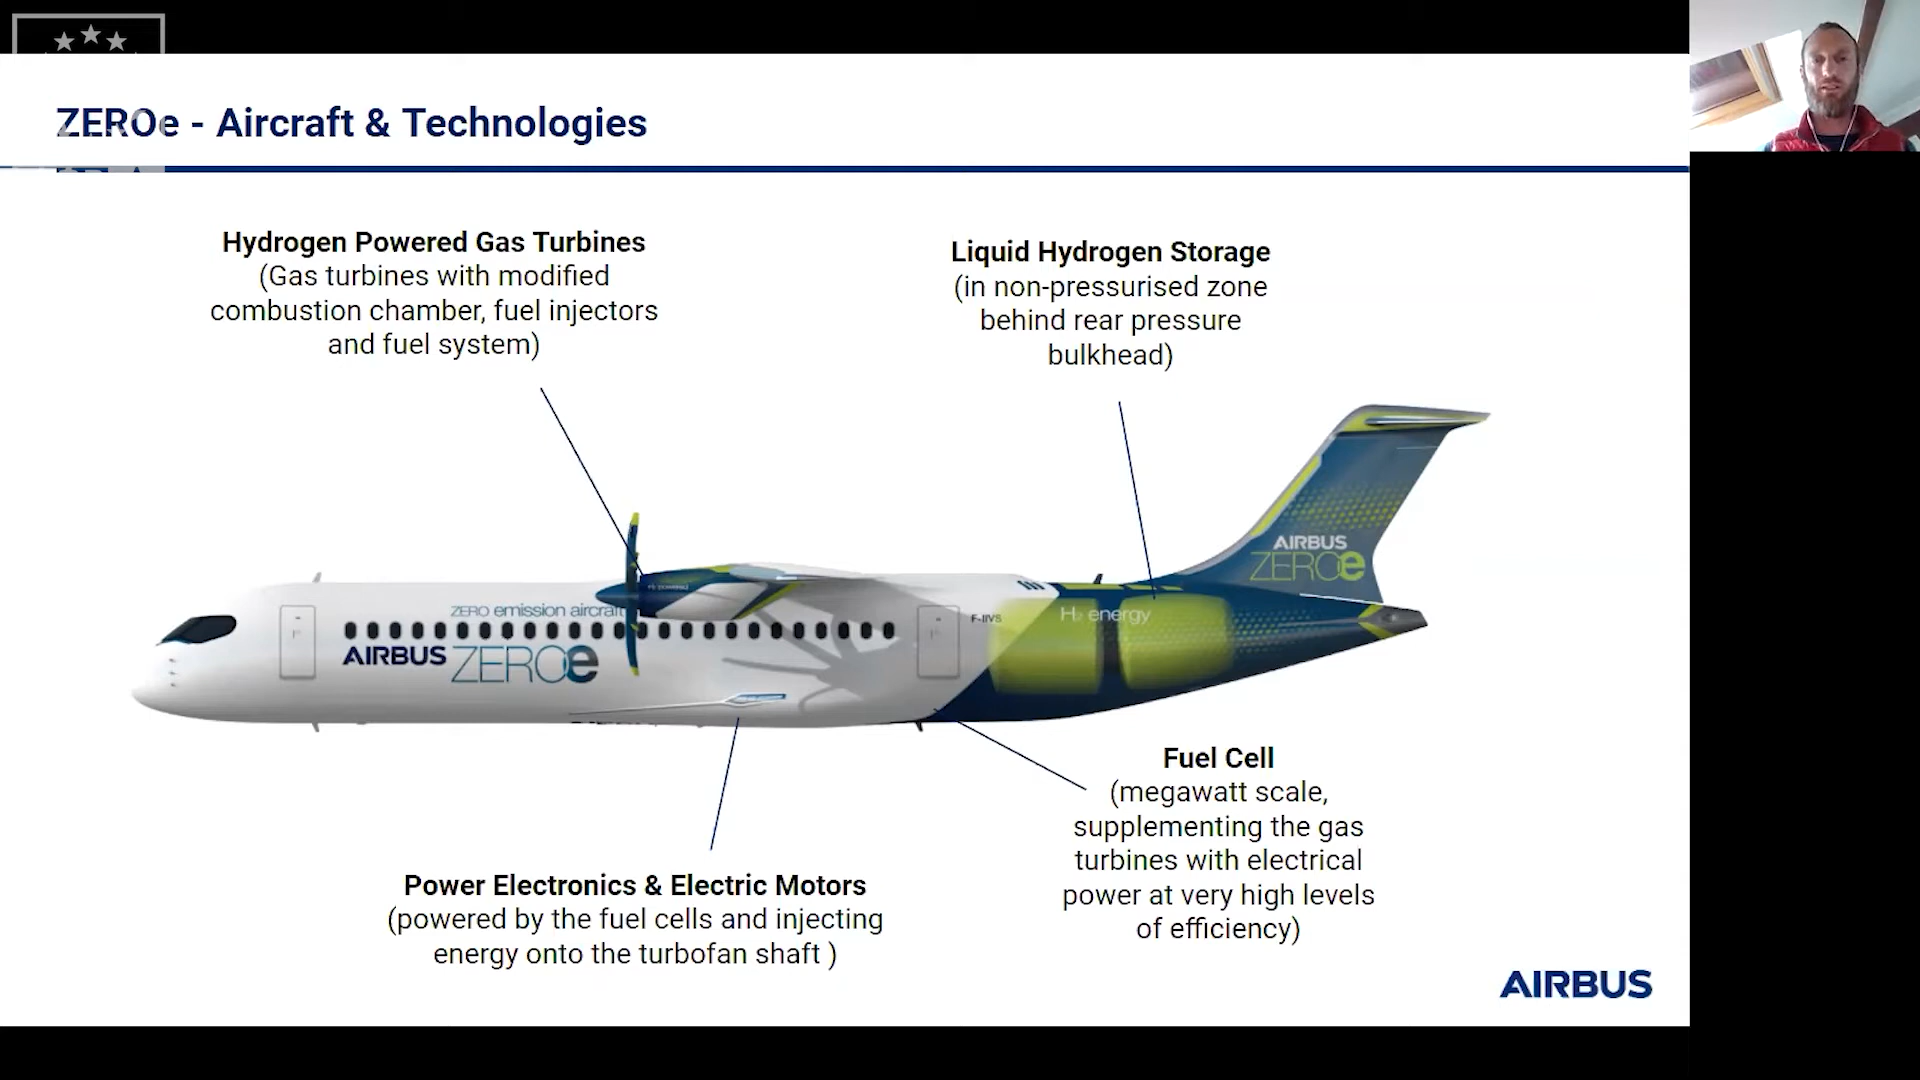 ZEROe - Aircraft & Technologies
Hydrogen Powered Gas Turbines
(Gas turbines with modified
combustion chamber, fuel injectors
and fuel system)
Liquid Hydrogen Storage
(in non-pressurised zone
behind rear pressure
bulkhead)
AIRBUS
ZEROe
ZERO emission aircraft
F-IIVS
H₂ energy
AIRBUS ZEROe
Fuel Cell
(megawatt scale,
supplementing the gas
turbines with electrical
power at very high levels
of efficiency)
Power Electronics & Electric Motors
(powered by the fuel cells and injecting
energy onto the turbofan shaft )
AIRBUS